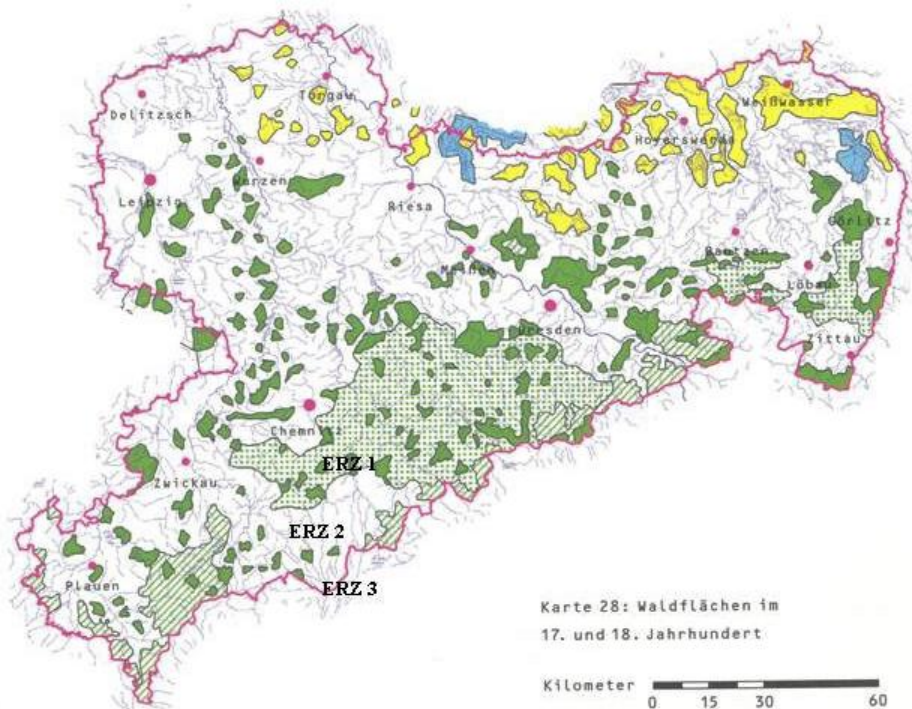 Delitzsch
Torgau
Weißwasser
Hoyerswerda
Leipzig
Wurzen
Riesa
Görlitz
Meißen
Bautzen
Löbau
Dresden
Zittau
Chemnitz
ERZ 1
Zwickau
ERZ 2
Plauen
ERZ 3
Karte 28: Waldflächen im
17. und 18. Jahrhundert
Kilometer
0 15 30 60